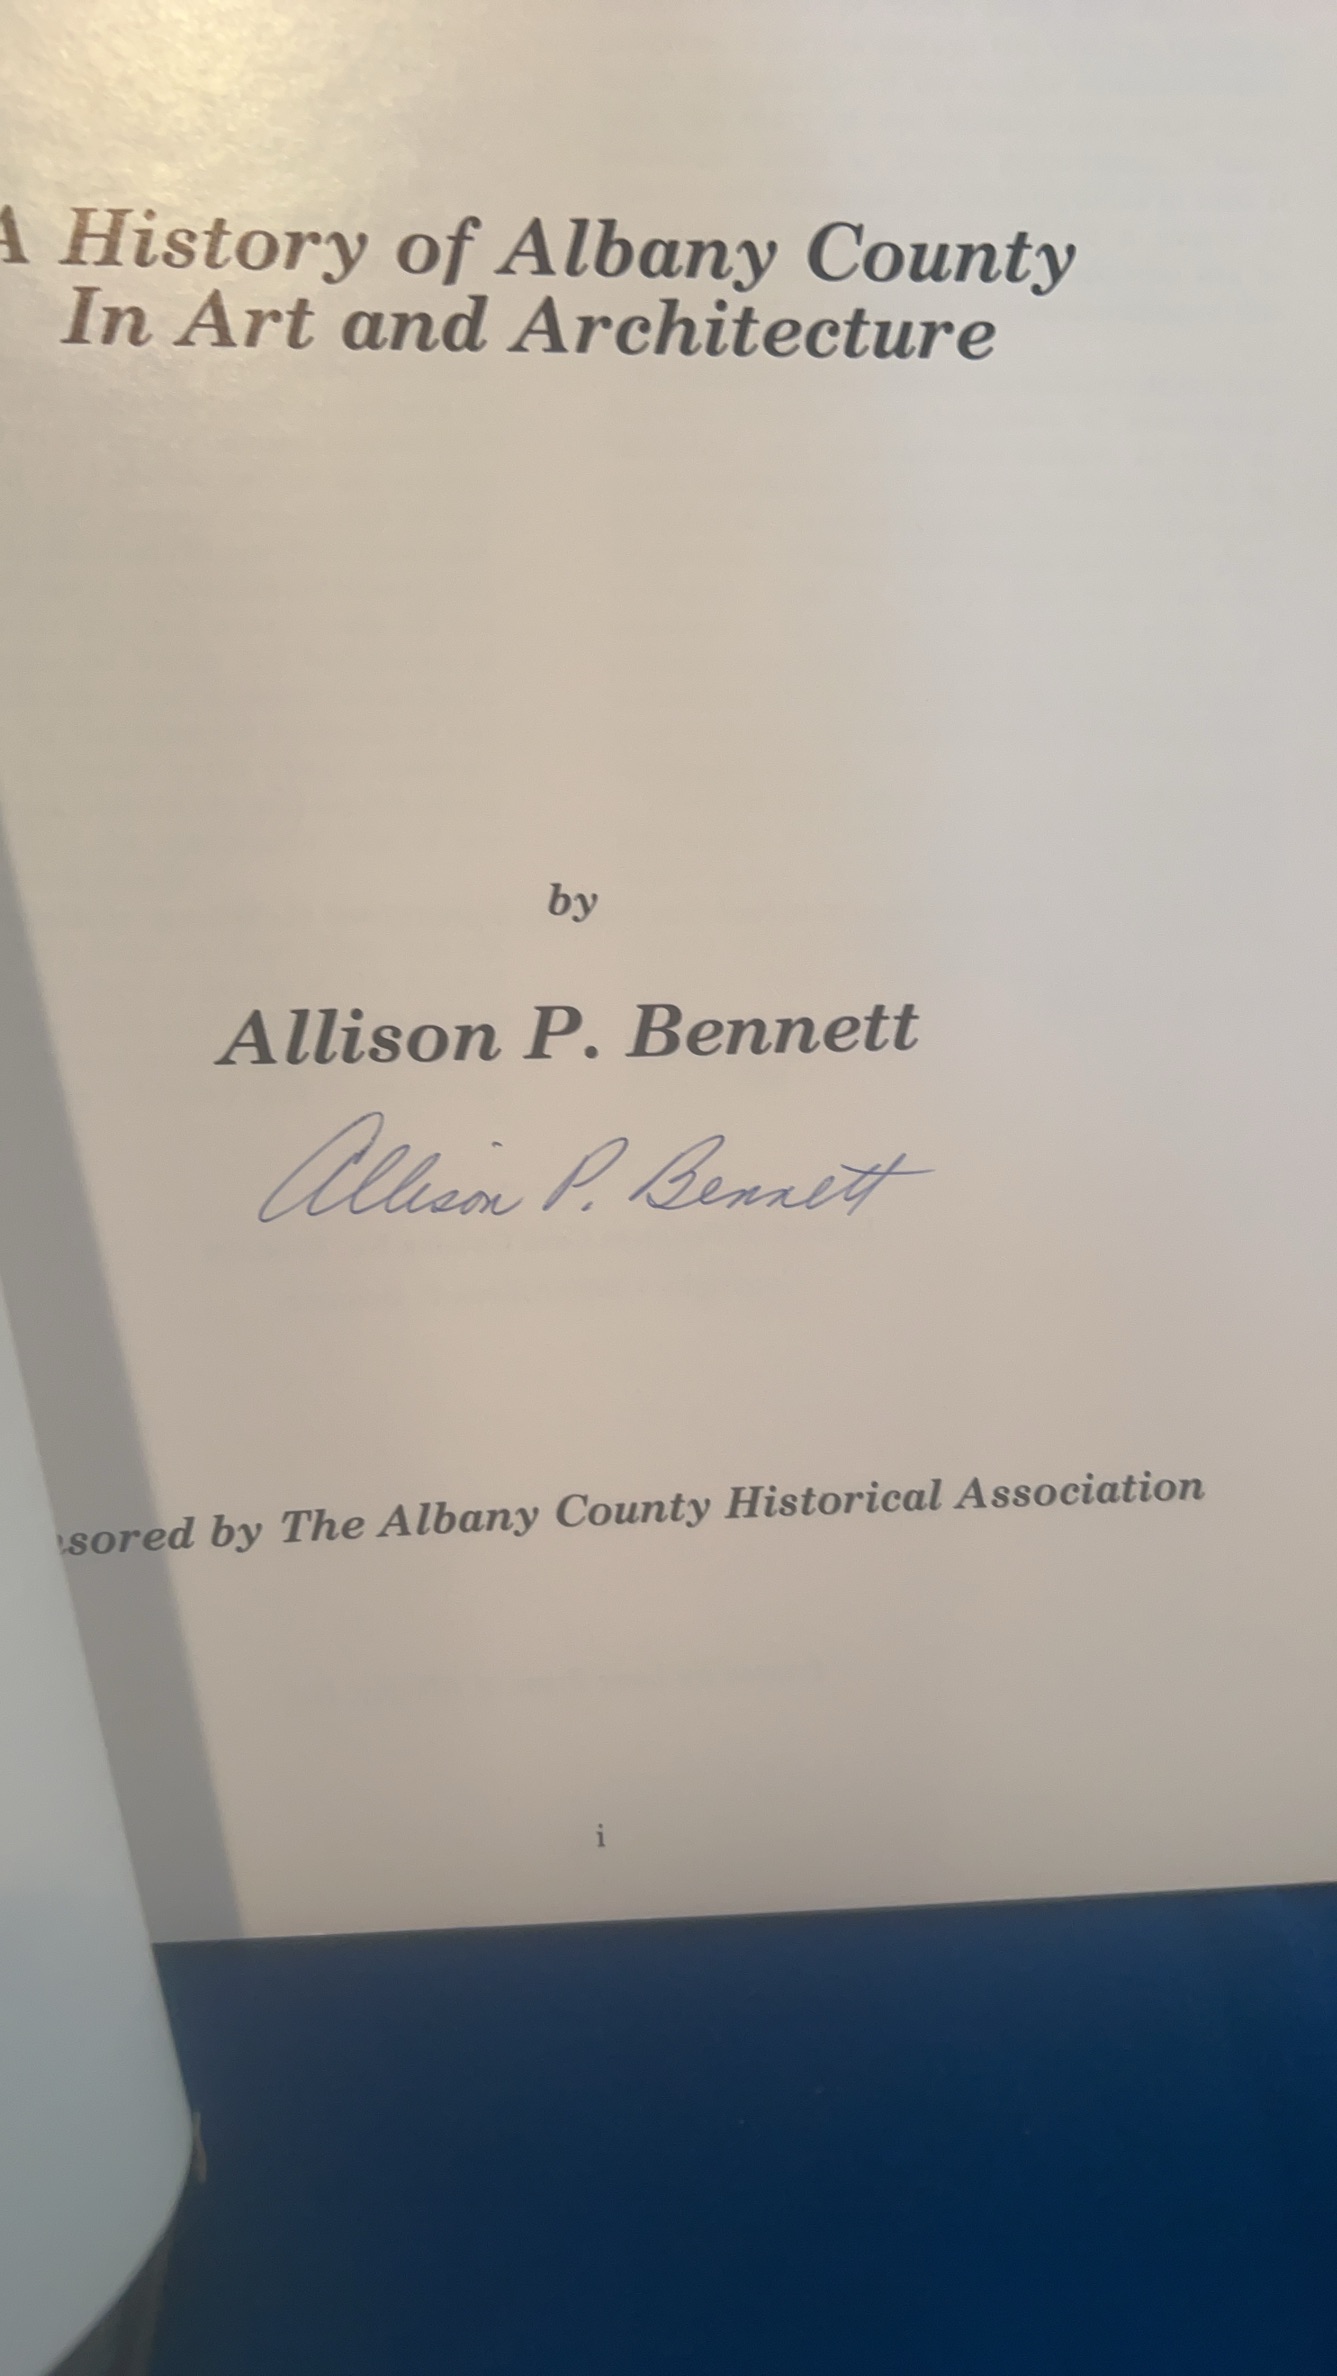 A History of Albany County
In Art and Architecture
by
Allison P. Bennett
Allison P. Bennett
sored by The Albany County Historical Association
i